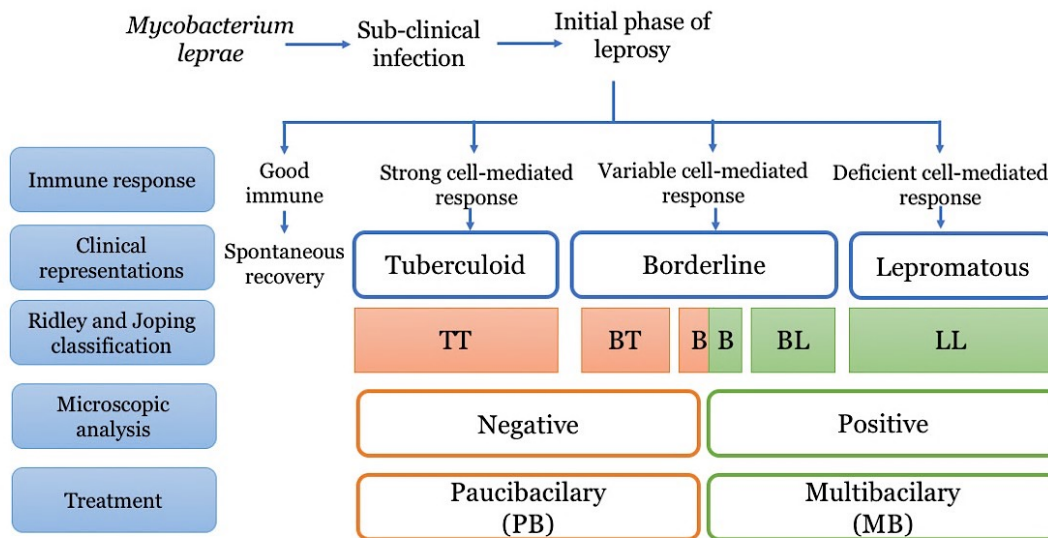 Mycobacterium
leprae
Sub-clinical
infection
Initial phase of
leprosy
Immune response
Good
immune
Strong cell-mediated
response
Variable cell-mediated
response
Deficient cell-mediated
response
Clinical
representations
Spontaneous
recovery
Tuberculoid
Borderline
Lepromatous
Ridley and Joping
classification
TT
BT
B B
BL
LL
Microscopic
analysis
Negative
Positive
Treatment
Paucibacilary
(PB)
Multibacilary
(MB)